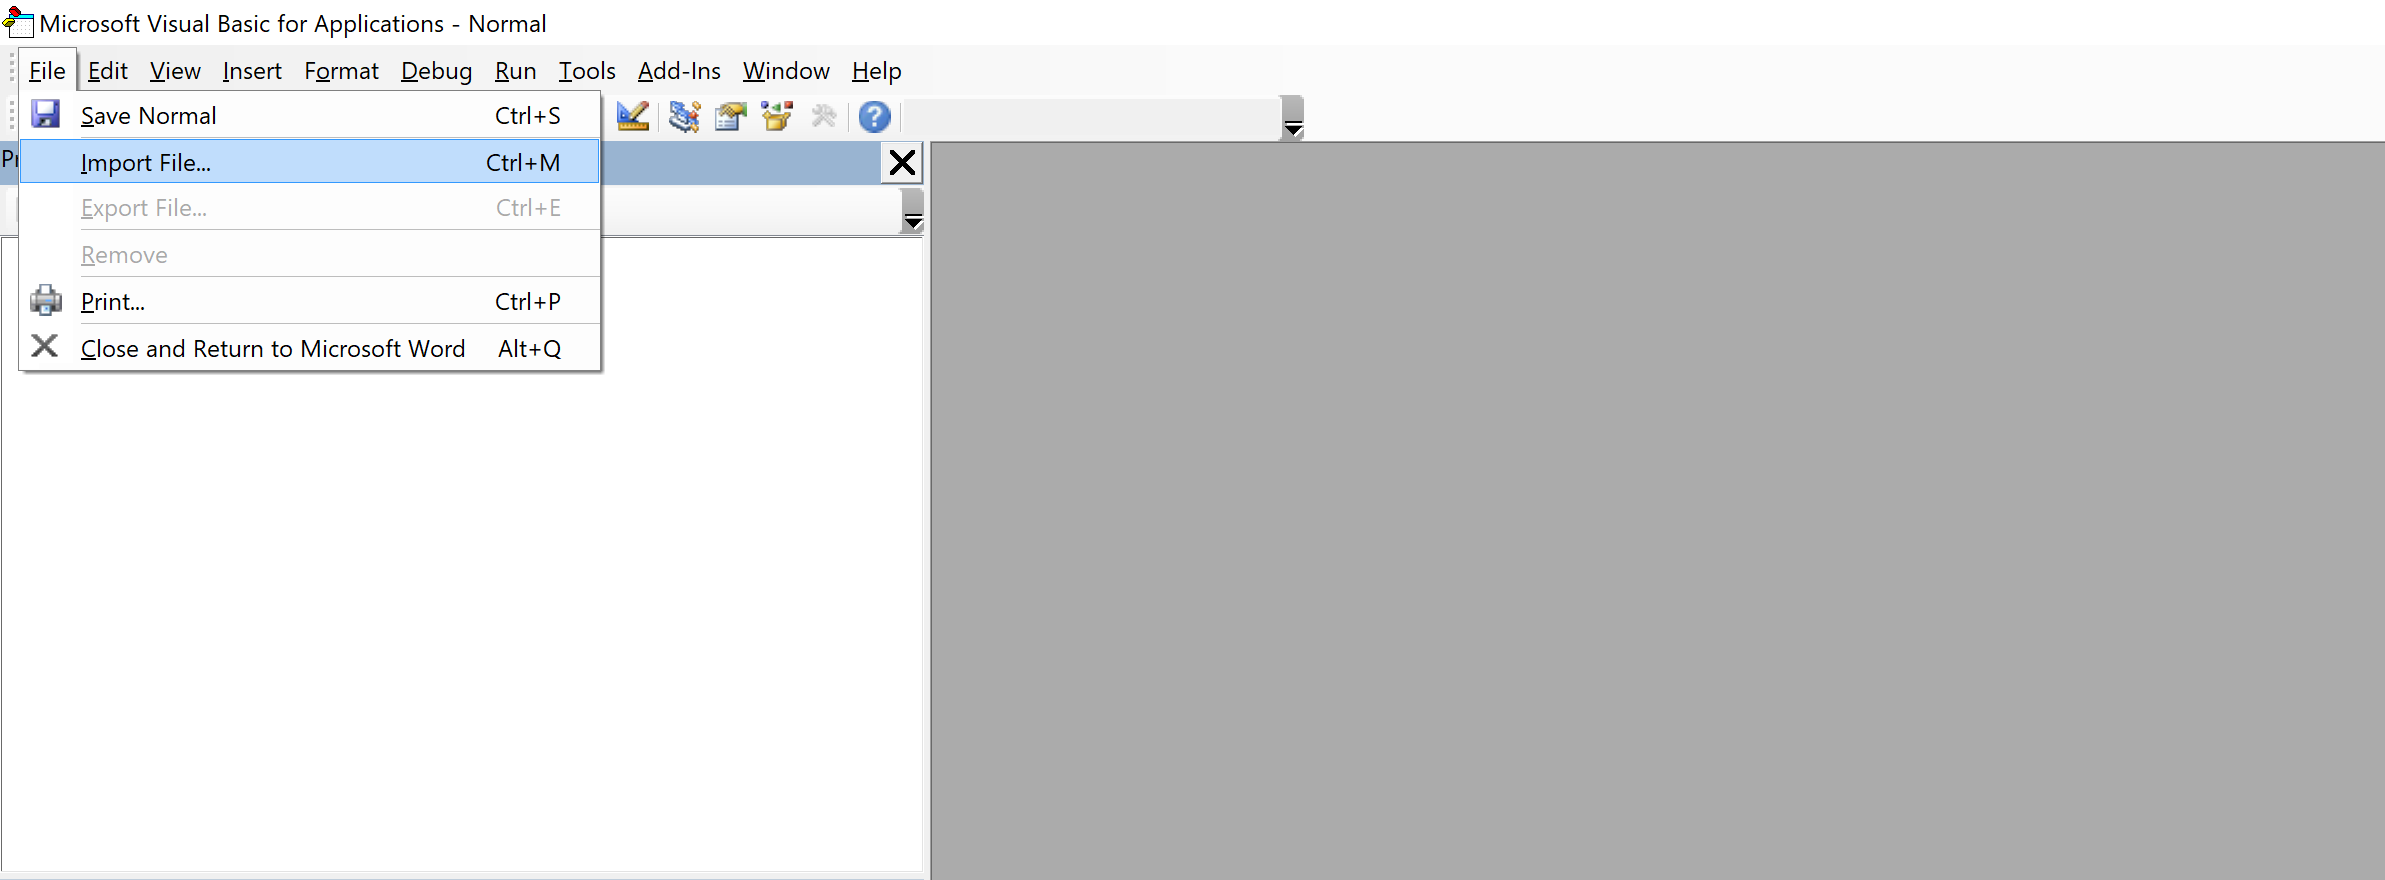 Microsoft Visual Basic for Applications - Normal
File Edit View Insert Format Debug Run Tools Add-Ins Window Help
Save Normal Ctrl+S
Import File... Ctrl+M
Export File... Ctrl+E
Remove
Print... Ctrl+P
Close and Return to Microsoft Word Alt+Q